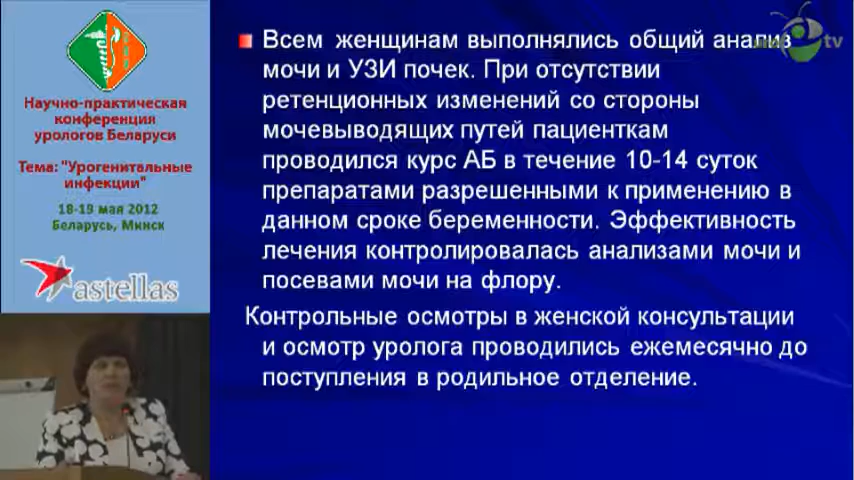 Научно-практическая
конференция
урологов Беларуси
Тема: "Урогенитальные
инфекции"
18-19 мая 2012
Беларусь, Минск
astellas
Всем женщинам выполнялись общий анализ
мочи и УЗИ почек. При отсутствии
ретенционных изменений со стороны
мочевыводящих путей пациенткам
проводился курс АБ в течение 10-14 суток
препаратами разрешенными к применению в
данном сроке беременности. Эффективность
лечения контролировалась анализами мочи и
посевами мочи на флору.
Контрольные осмотры в женской консультации
и осмотр уролога проводились ежемесячно до
поступления в родильное отделение.
tv